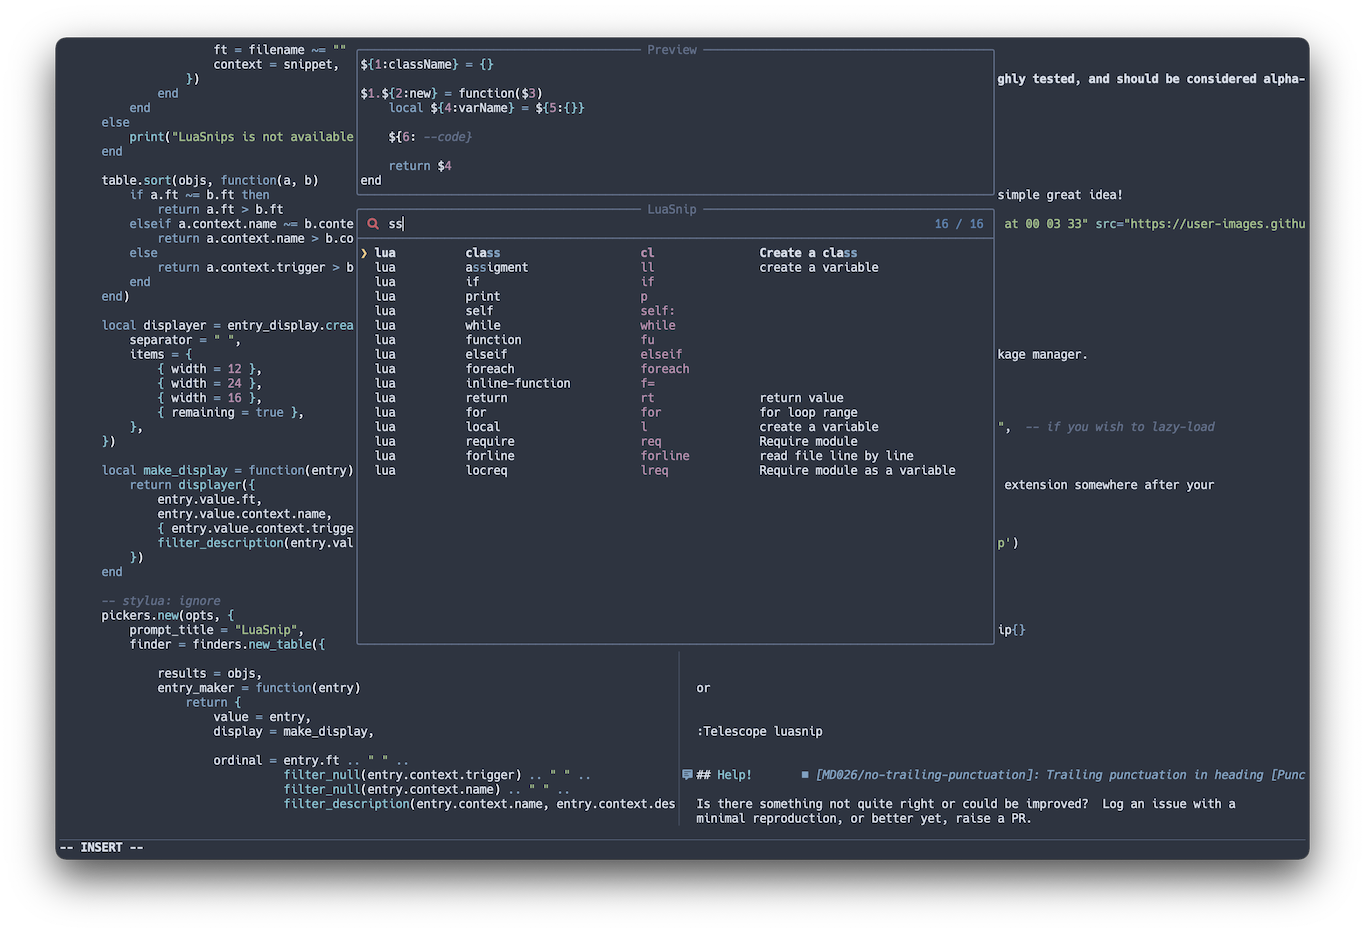 ft = filename ~= ""
context = snippet,
})
end
end
else
print("LuaSnips is not available
end
table.sort(objs, function(a, b)
if a.ft ~= b.ft then
return a.ft > b.ft
elseif a.context.name ~= b.conte
return a.context.name > b.co
else
return a.context.trigger > b
end
end)
local displayer = entry_display.crea
separator = " ",
items = {
{ width = 12 },
{ width = 24 },
{ width = 16 },
{ remaining = true },
},
})
local make_display = function(entry)
return displayer({
entry.value.ft,
entry.value.context.name,
{ entry.value.context.trigge
filter_description(entry.val
})
end
-- stylua: ignore
pickers.new(opts, {
prompt_title = "LuaSnip",
finder = finders.new_table({
results = objs,
entry_maker = function(entry)
return {
value = entry,
display = make_display,
ordinal = entry.ft .. " " ..
filter_null(entry.context.trigger) .. " " ..
filter_null(entry.context.name) .. " " ..
filter_description(entry.context.name, entry.context.des
Preview
${1:className} = {}
$1.${2:new} = function($3)
local ${4:varName} = ${5:{}}
${6: --code}
return $4
end
LuaSnip
ss 16 / 16
❯ lua class cl Create a class
lua assigment ll create a variable
lua if if
lua print p
lua self self:
lua while while
lua function fu
lua elseif elseif
lua foreach foreach
lua inline-function f=
lua return rt return value
lua for for for loop range
lua local l create a variable
lua require req Require module
lua forline forline read file line by line
lua locreq lreq Require module as a variable
ghly tested, and should be considered alpha-
simple great idea!
at 00 03 33" src="https://user-images.githu
kage manager.
", -- if you wish to lazy-load
extension somewhere after your
p')
ip{}
or
:Telescope luasnip
## Help! ■ [MD026/no-trailing-punctuation]: Trailing punctuation in heading [Punc
Is there something not quite right or could be improved? Log an issue with a
minimal reproduction, or better yet, raise a PR.
-- INSERT --